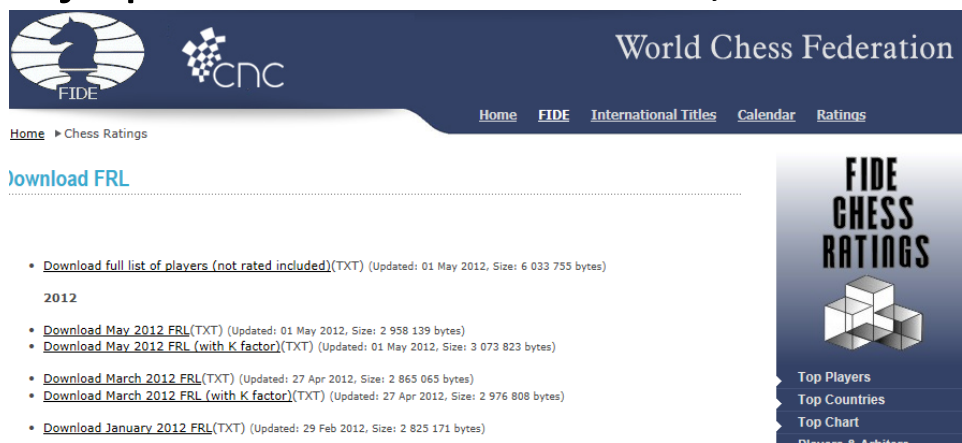 World Chess Federation
FIDE
cnc
Home FIDE International Titles Calendar Ratings
Home ▶ Chess Ratings
Download FRL
FIDE
CHESS
RATINGS
• Download full list of players (not rated included)(TXT) (Updated: 01 May 2012, Size: 6 033 755 bytes)
2012
• Download May 2012 FRL(TXT) (Updated: 01 May 2012, Size: 2 958 139 bytes)
• Download May 2012 FRL (with K factor)(TXT) (Updated: 01 May 2012, Size: 3 073 823 bytes)
• Download March 2012 FRL(TXT) (Updated: 27 Apr 2012, Size: 2 865 065 bytes)
• Download March 2012 FRL (with K factor)(TXT) (Updated: 27 Apr 2012, Size: 2 976 808 bytes)
• Download January 2012 FRL(TXT) (Updated: 29 Feb 2012, Size: 2 825 171 bytes)
Top Players
Top Countries
Top Chart
Players & Arbiters